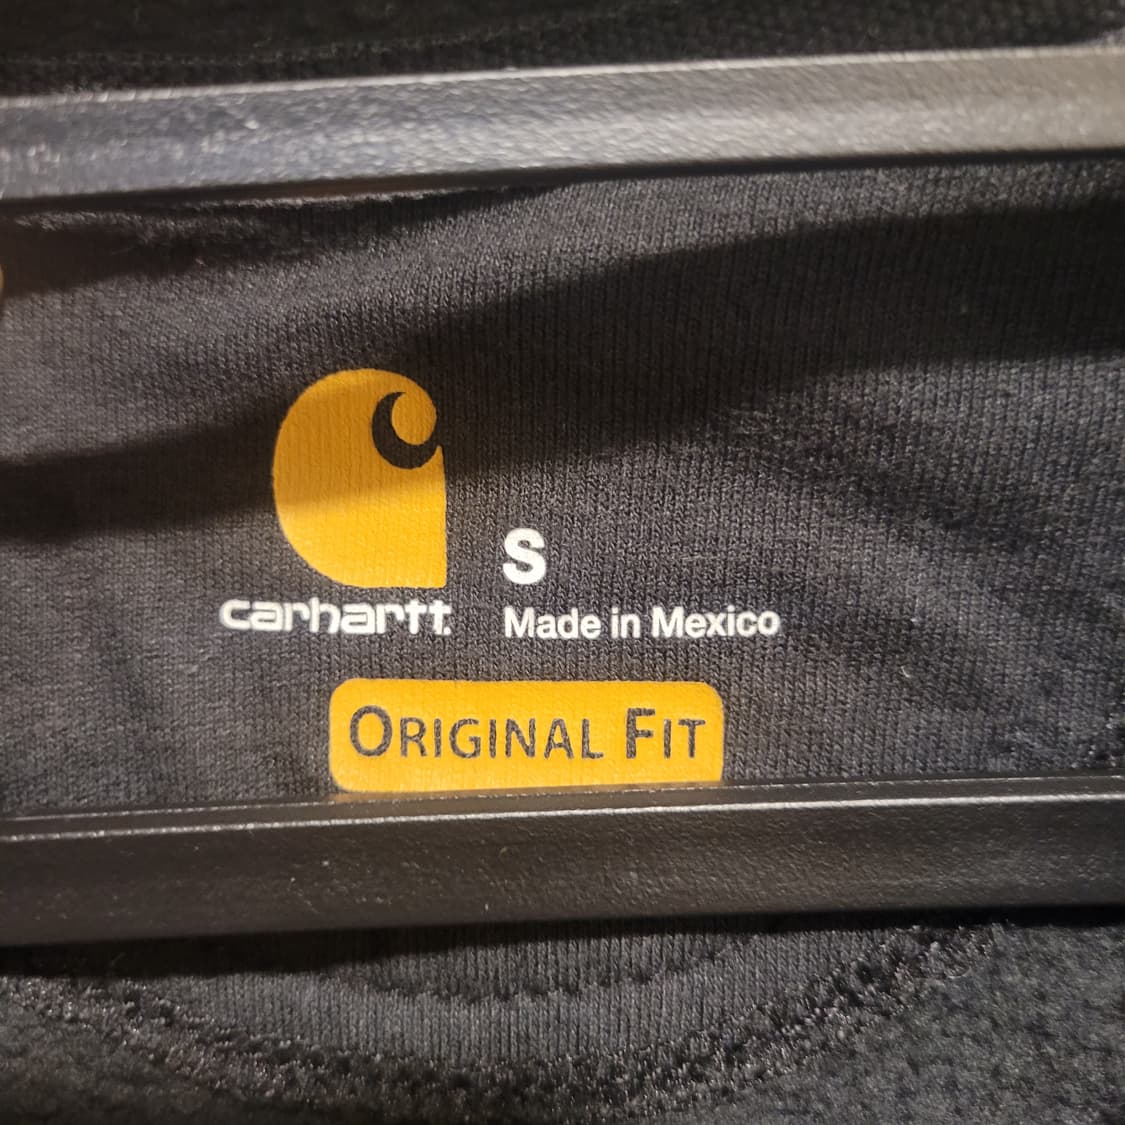 S
carhartt.
Made in Mexico
ORIGINAL FIT